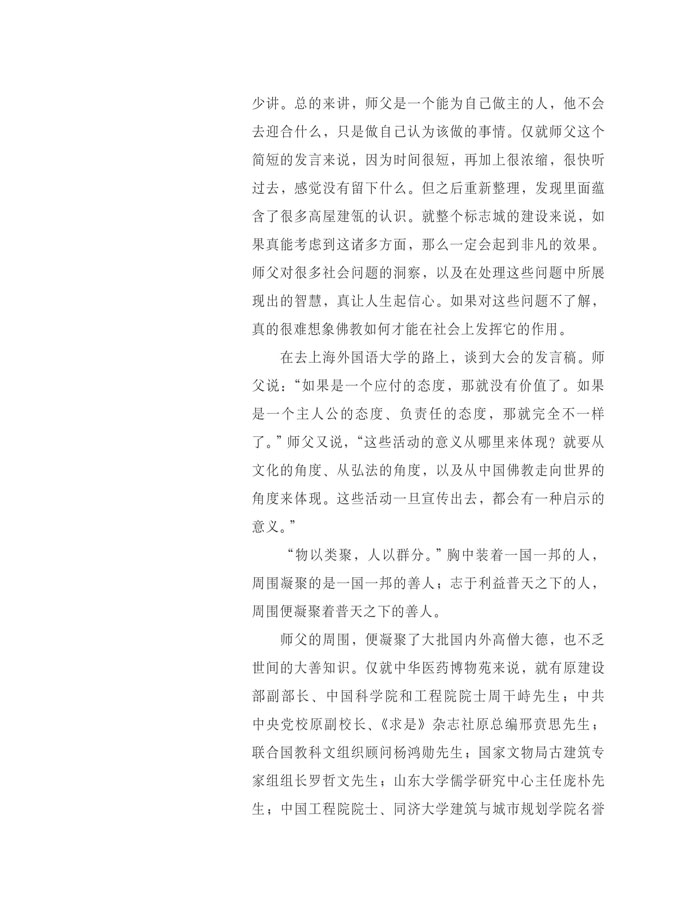 少讲。总的来讲，师父是一个能为自己做主的人，他不会
去迎合什么，只是做自己认为该做的事情。仅就师父这个
简短的发言来说，因为时间很短，再加上很浓缩，很快听
过去，感觉没有留下什么。但之后重新整理，发现里面蕴
含了很多高屋建瓴的认识。就整个标志城的建设来说，如
果真能考虑到这诸多方面，那么一定会起到非凡的效果。
师父对很多社会问题的洞察，以及在处理这些问题中所展
现出的智慧，真让人生起信心。如果对这些问题不了解，
真的很难想象佛教如何才能在社会上发挥它的作用。
在去上海外国语大学的路上，谈到大会的发言稿。师
父说：“如果是一个应付的态度，那就没有价值了。如果
是一个主人公的态度、负责任的态度，那就完全不一样
了。”师父又说，“这些活动的意义从哪里来体现？就要从
文化的角度、从弘法的角度，以及从中国佛教走向世界的
角度来体现。这些活动一旦宣传出去，都会有一种启示的
意义。”
“物以类聚，人以群分。”胸中装着一国一邦的人，
周围凝聚的是一国一邦的善人；志于利益普天之下的人，
周围便凝聚着普天之下的善人。
师父的周围，便凝聚了大批国内外高僧大德，也不乏
世间的大善知识。仅就中华医药博物苑来说，就有原建设
部副部长、中国科学院和工程院院士周干峙先生；中共
中央党校原副校长、《求是》杂志社原总编邢贲思先生；
联合国教科文组织顾问杨鸿勋先生；国家文物局古建筑专
家组组长罗哲文先生；山东大学儒学研究中心主任庞朴先
生；中国工程院院士、同济大学建筑与城市规划学院名誉